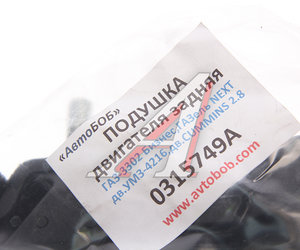 «АвтоБОБ»
ПОДУШКА
двигателя задняя
ГАЗ-3302 Бизнес, ГАЗель NEXT
дв.УМЗ-4216,дв.CUMMINS 2.8
0315749А
www.avtobob.com